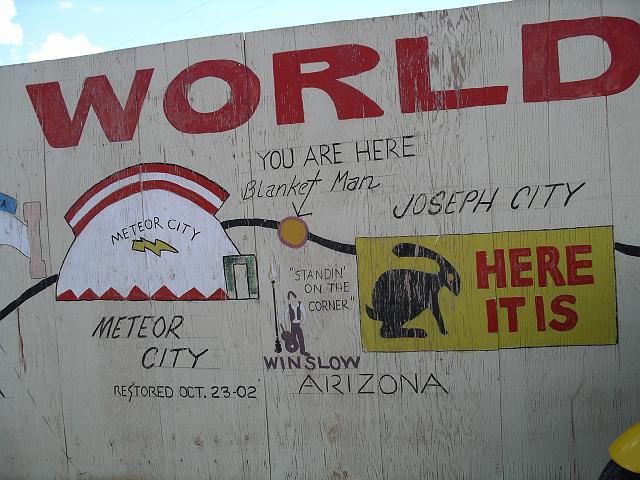 WORLD
YOU ARE HERE
Blanket Man
JOSEPH CITY
METEOR CITY
HERE
IT IS
"STANDIN'
ON THE
CORNER"
METEOR
CITY
WINSLOW
ARIZONA
RESTORED OCT. 23-02